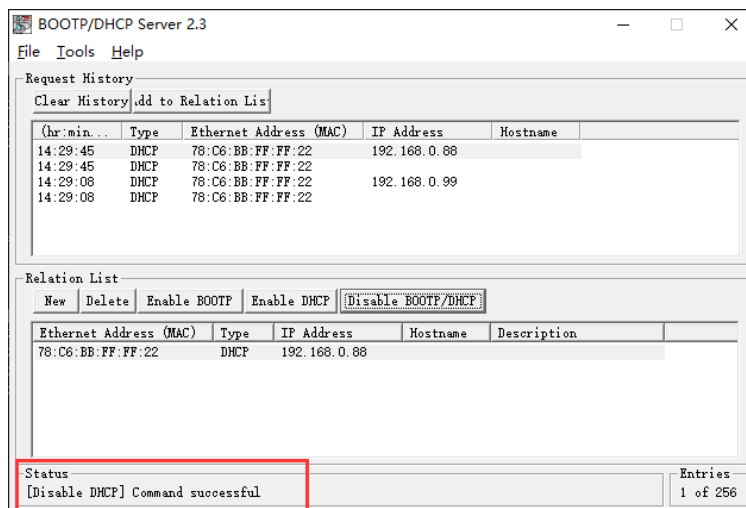 BOOTP/DHCP Server 2.3
File Tools Help
Request History
Clear History dd to Relation Lis
(hr:min... Type Ethernet Address (MAC) IP Address Hostname
14:29:45 DHCP 78:C6:BB:FF:FF:22 192.168.0.88
14:29:45 DHCP 78:C6:BB:FF:FF:22
14:29:08 DHCP 78:C6:BB:FF:FF:22 192.168.0.99
14:29:08 DHCP 78:C6:BB:FF:FF:22
Relation List
New Delete Enable BOOTP Enable DHCP Disable BOOTP/DHCP
Ethernet Address (MAC) Type IP Address Hostname Description
78:C6:BB:FF:FF:22 DHCP 192.168.0.88
Status Entries
[Disable DHCP] Command successful 1 of 256